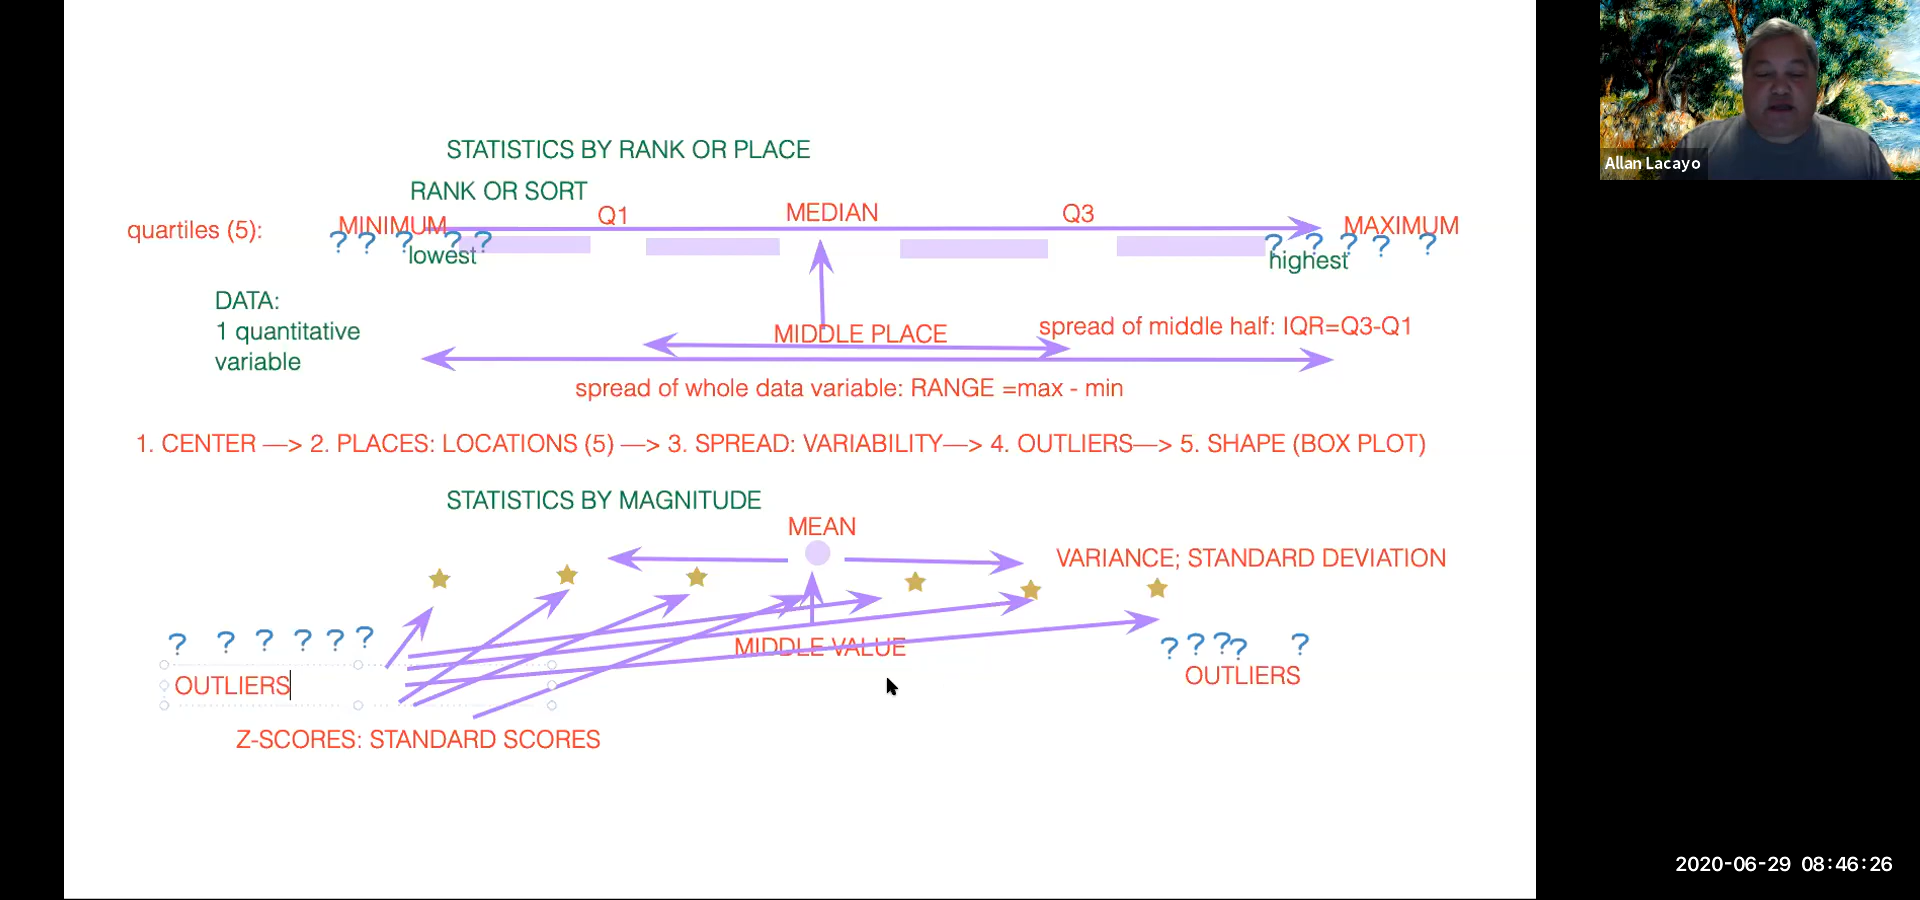 STATISTICS BY RANK OR PLACE
RANK OR SORT
quartiles (5): MINIMUM Q1 MEDIAN Q3 MAXIMUM
? ? ? ? ? ? ? ? ? ?
lowest highest
DATA:
1 quantitative
variable
MIDDLE PLACE spread of middle half: IQR=Q3-Q1
spread of whole data variable: RANGE =max - min
1. CENTER —> 2. PLACES: LOCATIONS (5) —> 3. SPREAD: VARIABILITY—> 4. OUTLIERS—> 5. SHAPE (BOX PLOT)
STATISTICS BY MAGNITUDE
MEAN
VARIANCE; STANDARD DEVIATION
? ? ? ? ? ? MIDDLE VALUE ? ? ? ? ?
OUTLIERS OUTLIERS
Z-SCORES: STANDARD SCORES
Allan Lacayo
2020-06-29 08:46:26